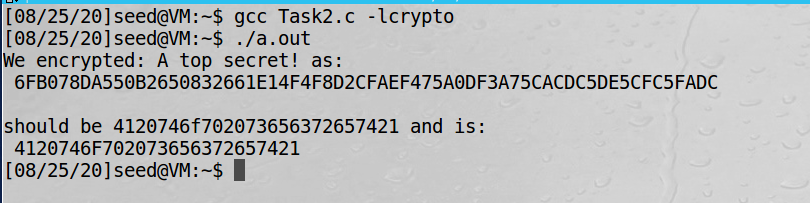 [08/25/20]seed@VM:~$ gcc Task2.c -lcrypto
[08/25/20]seed@VM:~$ ./a.out
We encrypted: A top secret! as:
6FB078DA550B2650832661E14F4F8D2CFAEF475A0DF3A75CACDC5DE5CFC5FADC
should be 4120746f702073656372657421 and is:
4120746F702073656372657421
[08/25/20]seed@VM:~$